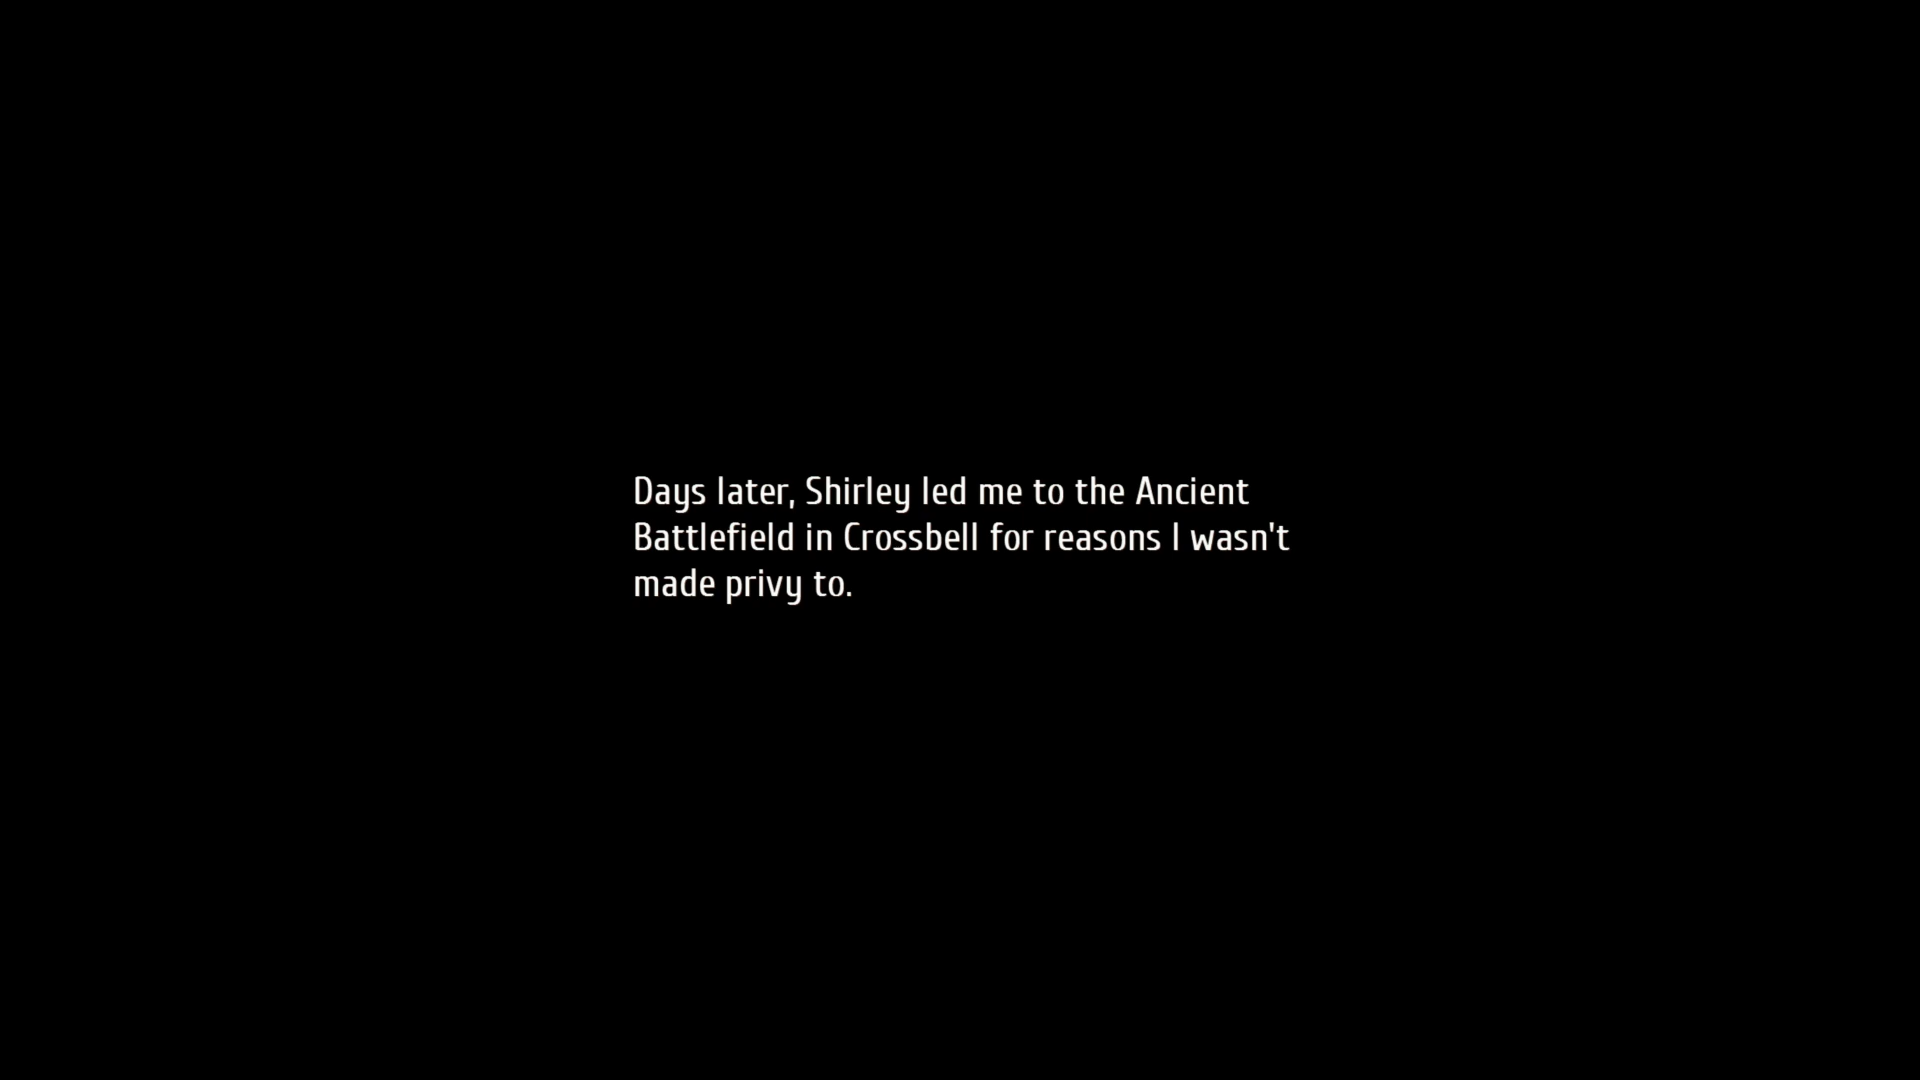 Days later, Shirley led me to the Ancient
Battlefield in Crossbell for reasons I wasn't
made privy to.